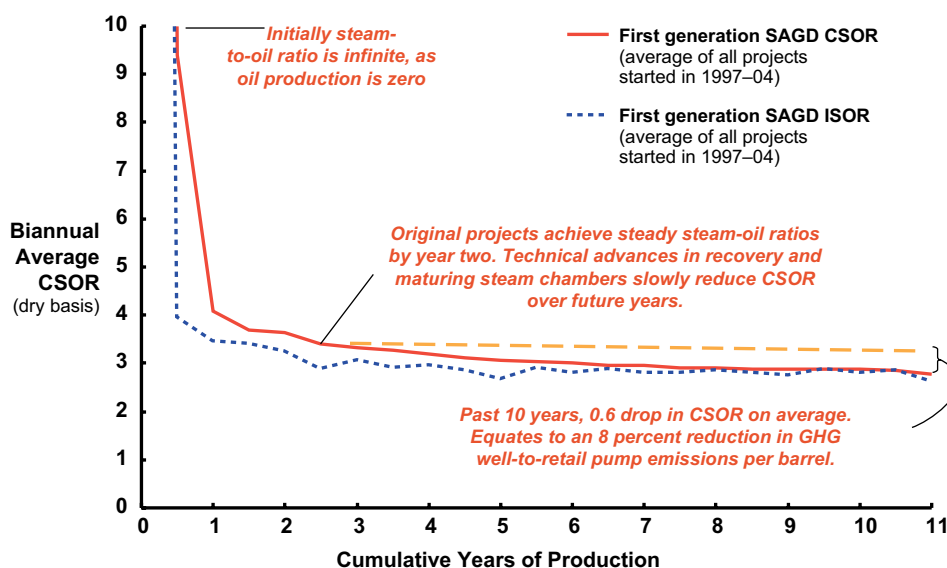 10
9
8
7
6
5
4
3
2
1
0
Biannual
Average
CSOR
(dry basis)
Initially steam-
to-oil ratio is infinite, as
oil production is zero
First generation SAGD CSOR
(average of all projects
started in 1997–04)
First generation SAGD ISOR
(average of all projects
started in 1997–04)
Original projects achieve steady steam-oil ratios
by year two. Technical advances in recovery and
maturing steam chambers slowly reduce CSOR
over future years.
Past 10 years, 0.6 drop in CSOR on average.
Equates to an 8 percent reduction in GHG
well-to-retail pump emissions per barrel.
0 1 2 3 4 5 6 7 8 9 10 11
Cumulative Years of Production